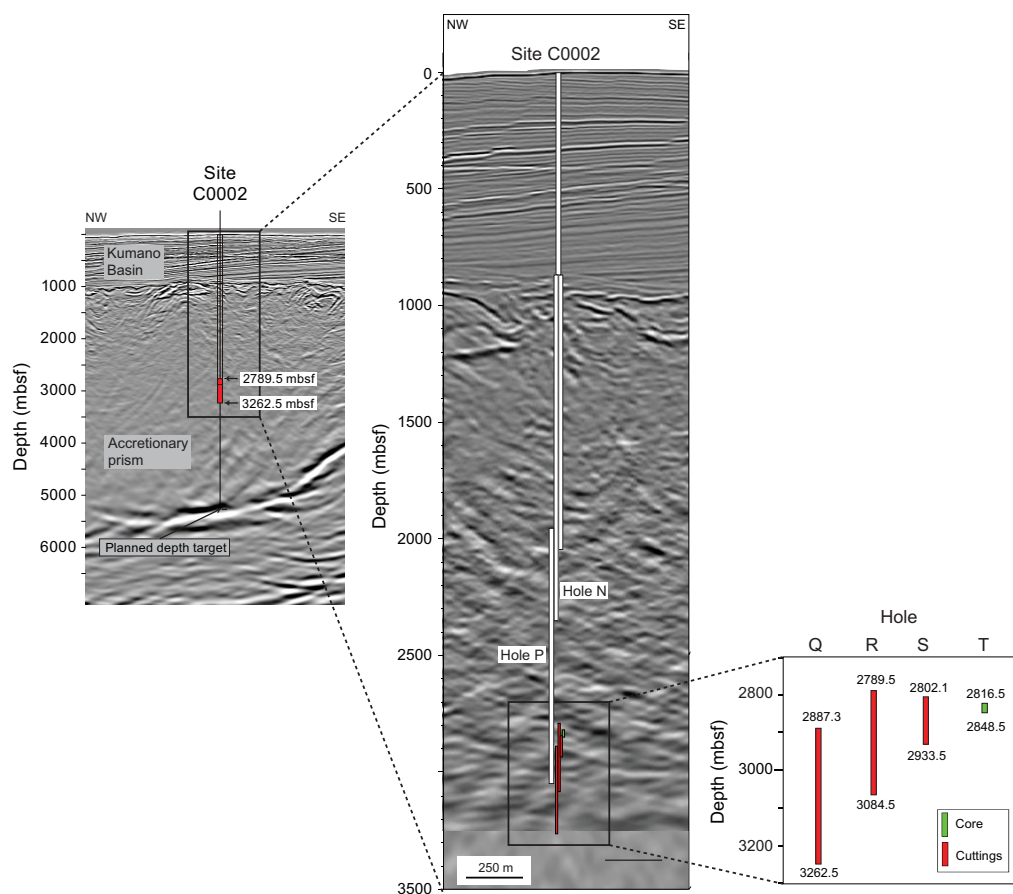 Site
C0002
NW
SE
Kumano
Basin
1000
2000
3000
4000
5000
6000
Depth (mbsf)
2789.5 mbsf
3262.5 mbsf
Accretionary
prism
Planned depth target
NW
SE
Site C0002
0
500
1000
1500
2000
2500
3500
Depth (mbsf)
Hole N
Hole P
250 m
Hole
Q
R
S
T
2800
3000
3200
Depth (mbsf)
2887.3
3262.5
2789.5
3084.5
2802.1
2933.5
2816.5
2848.5
Core
Cuttings